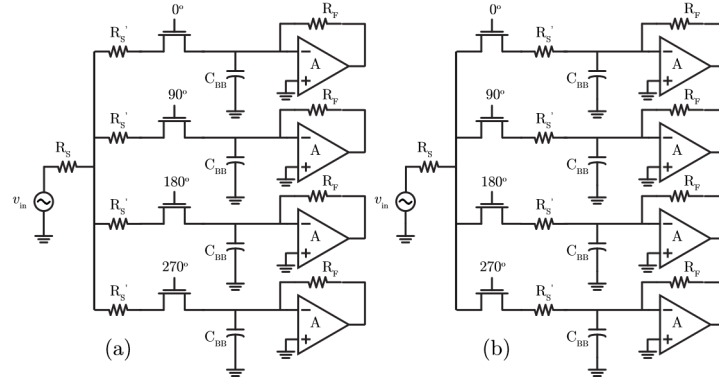 0° R_F 0° R_F
R_S' R_S'
A A
C_BB C_BB
90° R_F 90° R_F
R_S' R_S'
A A
R_S C_BB R_S C_BB
180° R_F 180° R_F
v_in R_S' v_in R_S'
A A
C_BB C_BB
270° R_F 270° R_F
R_S' R_S'
A A
(a) C_BB (b) C_BB